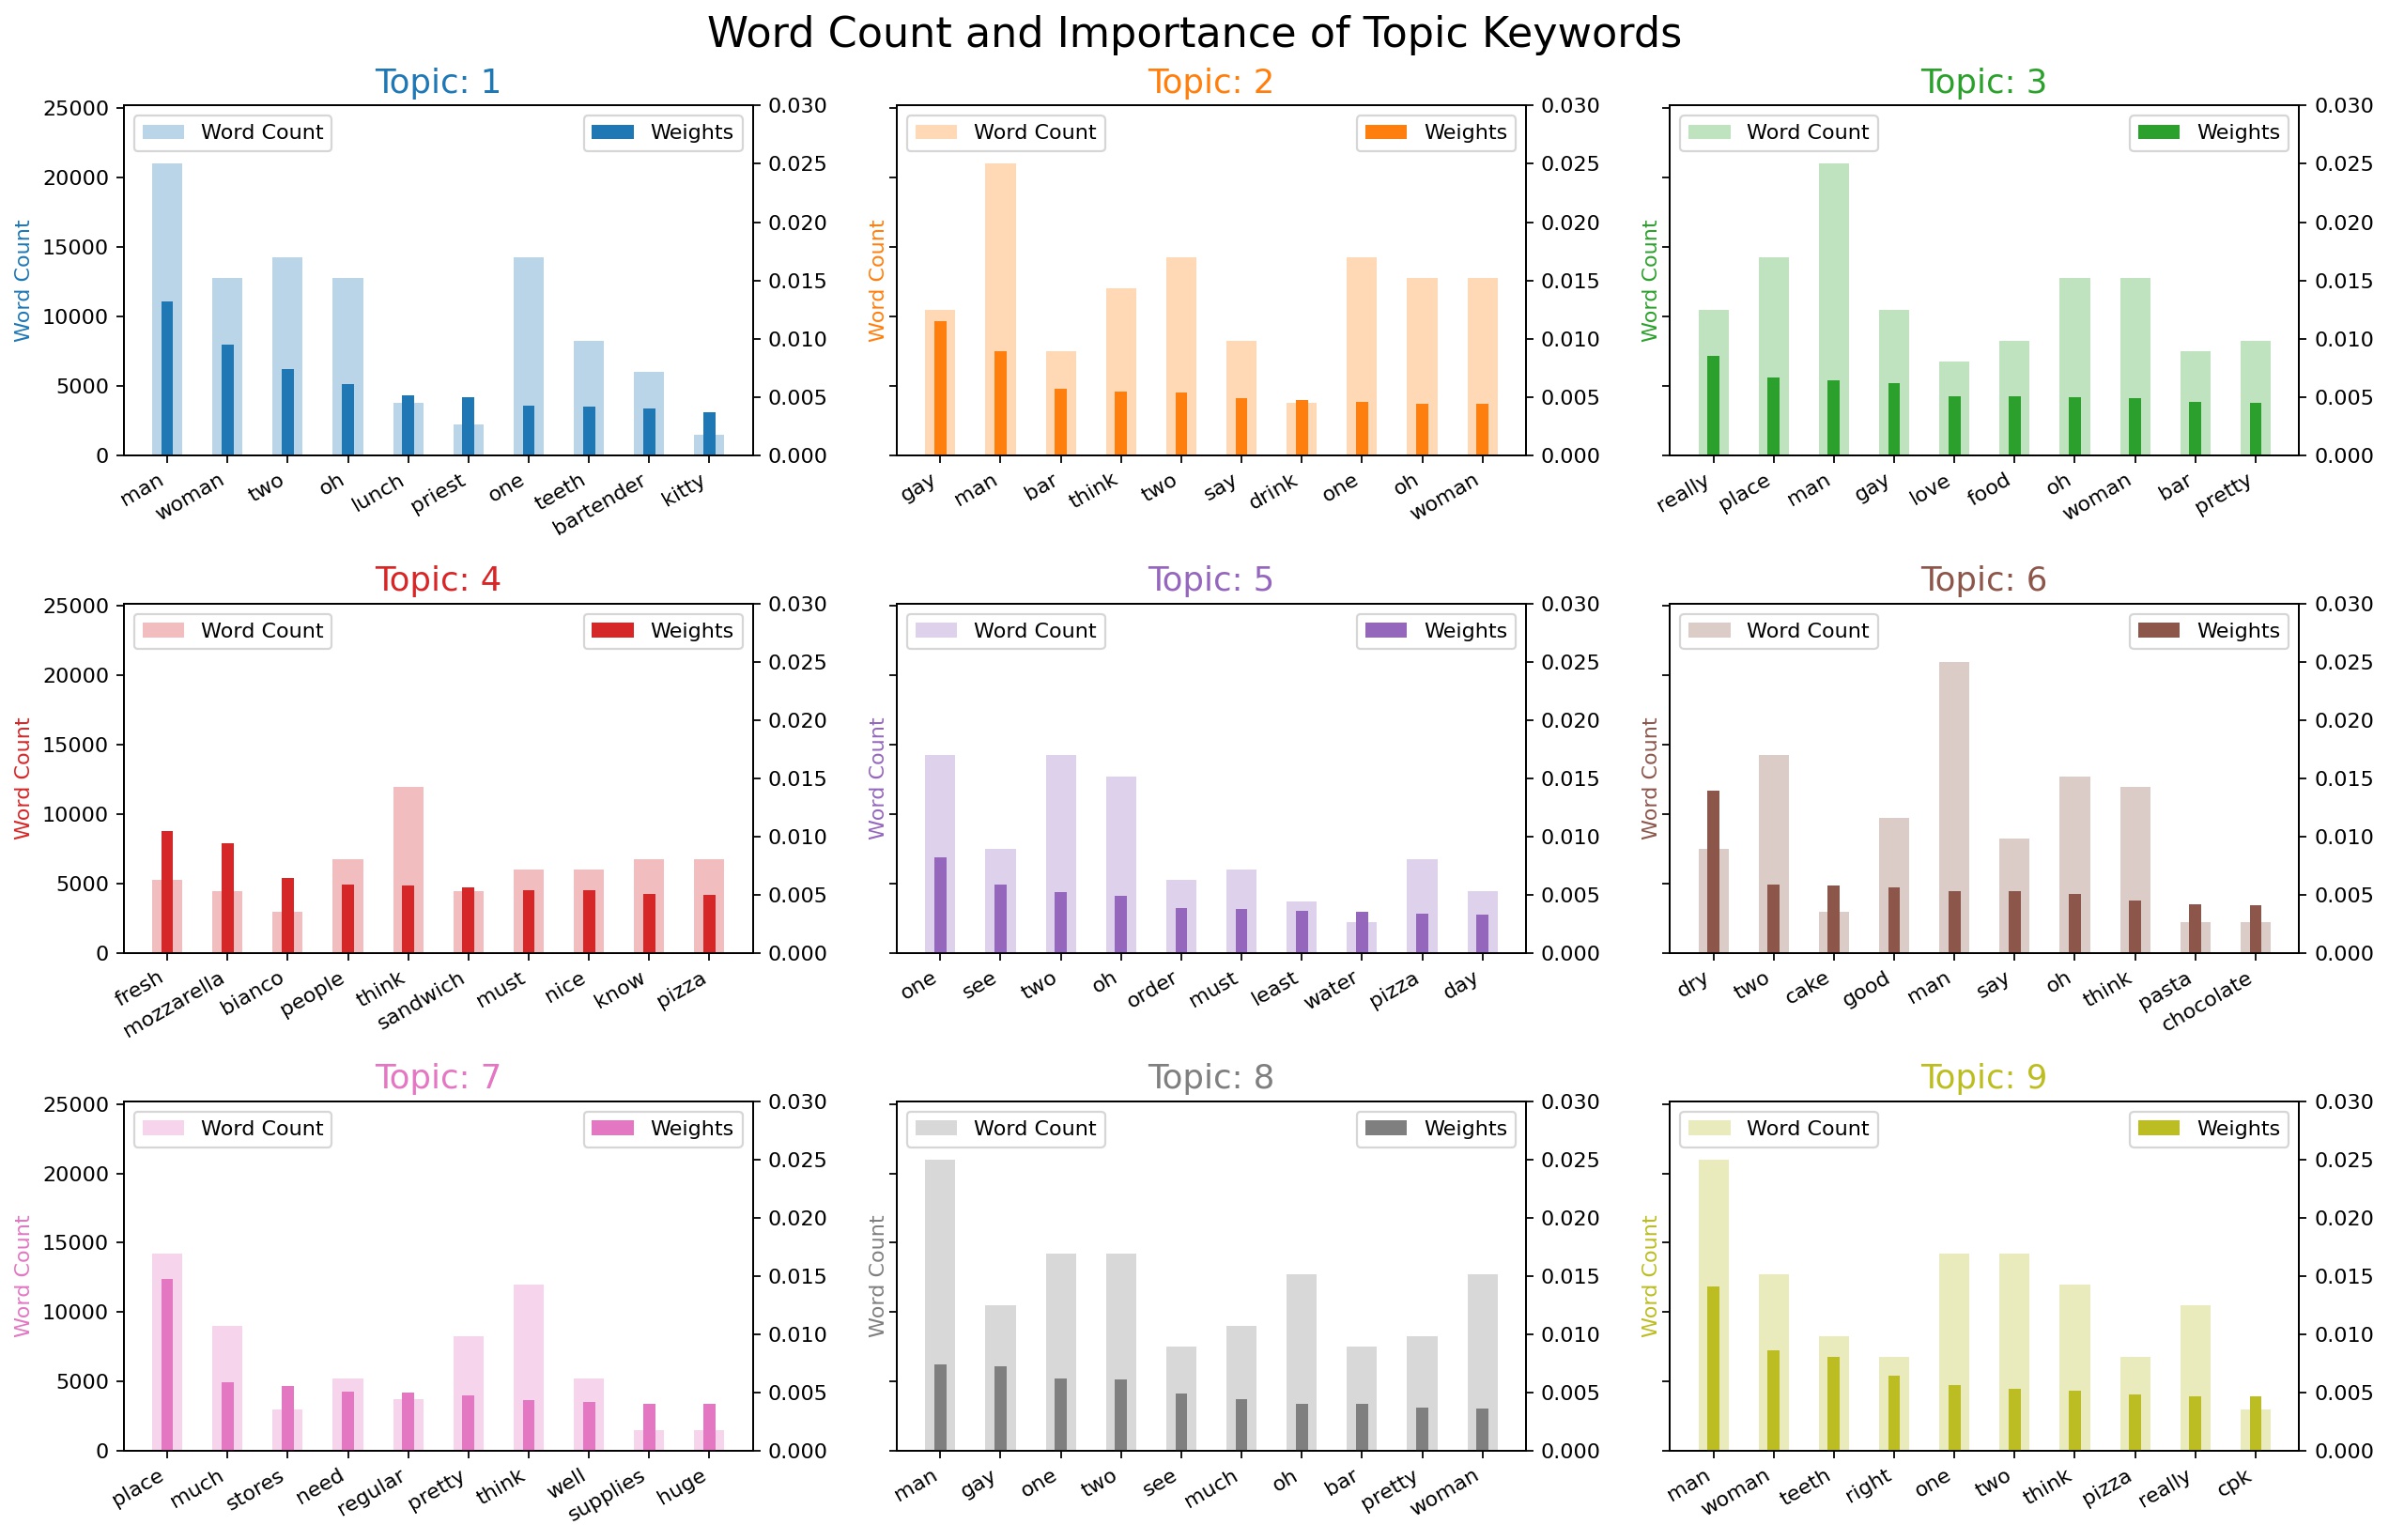 Word Count and Importance of Topic Keywords
Topic: 1
Word Count
Weights
Word Count
25000
20000
15000
10000
5000
0
0.030
0.025
0.020
0.015
0.010
0.005
0.000
man woman two oh lunch priest one teeth bartender kitty
Topic: 2
Word Count
Weights
Word Count
0.030
0.025
0.020
0.015
0.010
0.005
0.000
gay man bar think two say drink one oh woman
Topic: 3
Word Count
Weights
Word Count
0.030
0.025
0.020
0.015
0.010
0.005
0.000
really place man gay love food oh woman bar pretty
Topic: 4
Word Count
Weights
Word Count
25000
20000
15000
10000
5000
0
0.030
0.025
0.020
0.015
0.010
0.005
0.000
fresh mozzarella bianco people think sandwich must nice know pizza
Topic: 5
Word Count
Weights
Word Count
0.030
0.025
0.020
0.015
0.010
0.005
0.000
one see two oh order must least water pizza day
Topic: 6
Word Count
Weights
Word Count
0.030
0.025
0.020
0.015
0.010
0.005
0.000
dry two cake good man say oh think pasta chocolate
Topic: 7
Word Count
Weights
Word Count
25000
20000
15000
10000
5000
0
0.030
0.025
0.020
0.015
0.010
0.005
0.000
place much stores need regular pretty think well supplies huge
Topic: 8
Word Count
Weights
Word Count
0.030
0.025
0.020
0.015
0.010
0.005
0.000
man gay one two see much oh bar pretty woman
Topic: 9
Word Count
Weights
Word Count
0.030
0.025
0.020
0.015
0.010
0.005
0.000
man woman teeth right one two think pizza really cpk